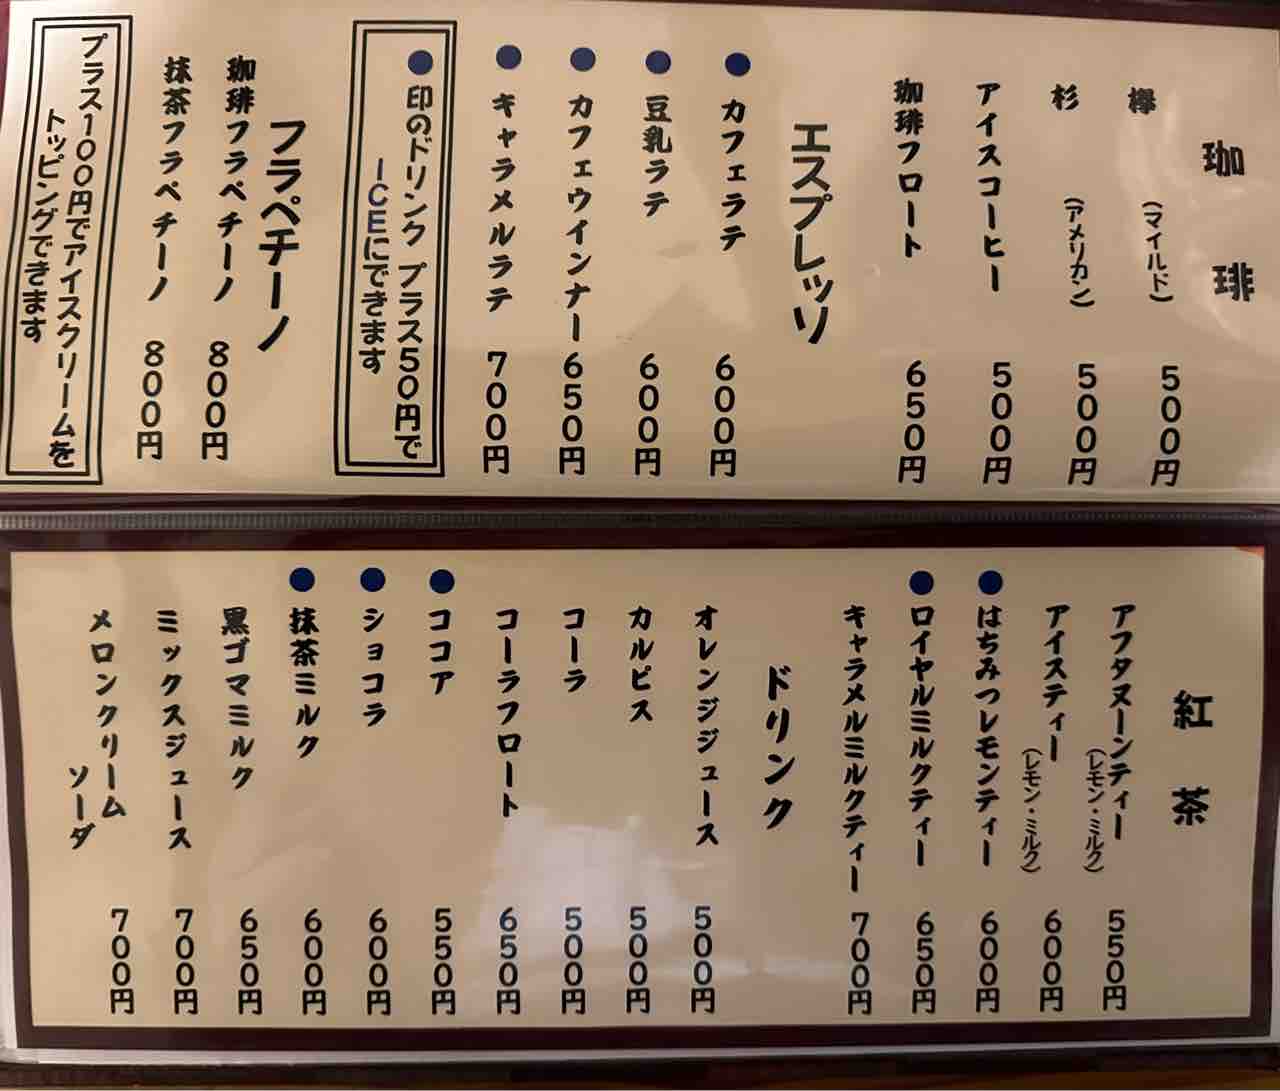 珈琲
欅 (マイルド) 500円
杉 (アメリカン) 500円
アイスコーヒー 500円
珈琲フロート 650円
エスプレッソ
●カフェラテ 600円
●豆乳ラテ 600円
●カフェウインナー 650円
●キャラメルラテ 700円
●印のドリンク プラス50円で
ICEにできます
フラペチーノ
珈琲フラペチーノ 800円
抹茶フラペチーノ 800円
プラス100円でアイスクリームを
トッピングできます
紅茶
アフタヌーンティー (レモン・ミルク) 550円
アイスティー (レモン・ミルク) 600円
●はちみつレモンティー 600円
●ロイヤルミルクティー 650円
キャラメルミルクティー 700円
ドリンク
オレンジジュース 500円
カルピス 500円
コーラ 500円
コーラフロート 650円
●ココア 550円
●ショコラ 600円
●抹茶ミルク 600円
黒ゴマミルク 650円
ミックスジュース 700円
メロンクリーム
ソーダ 700円